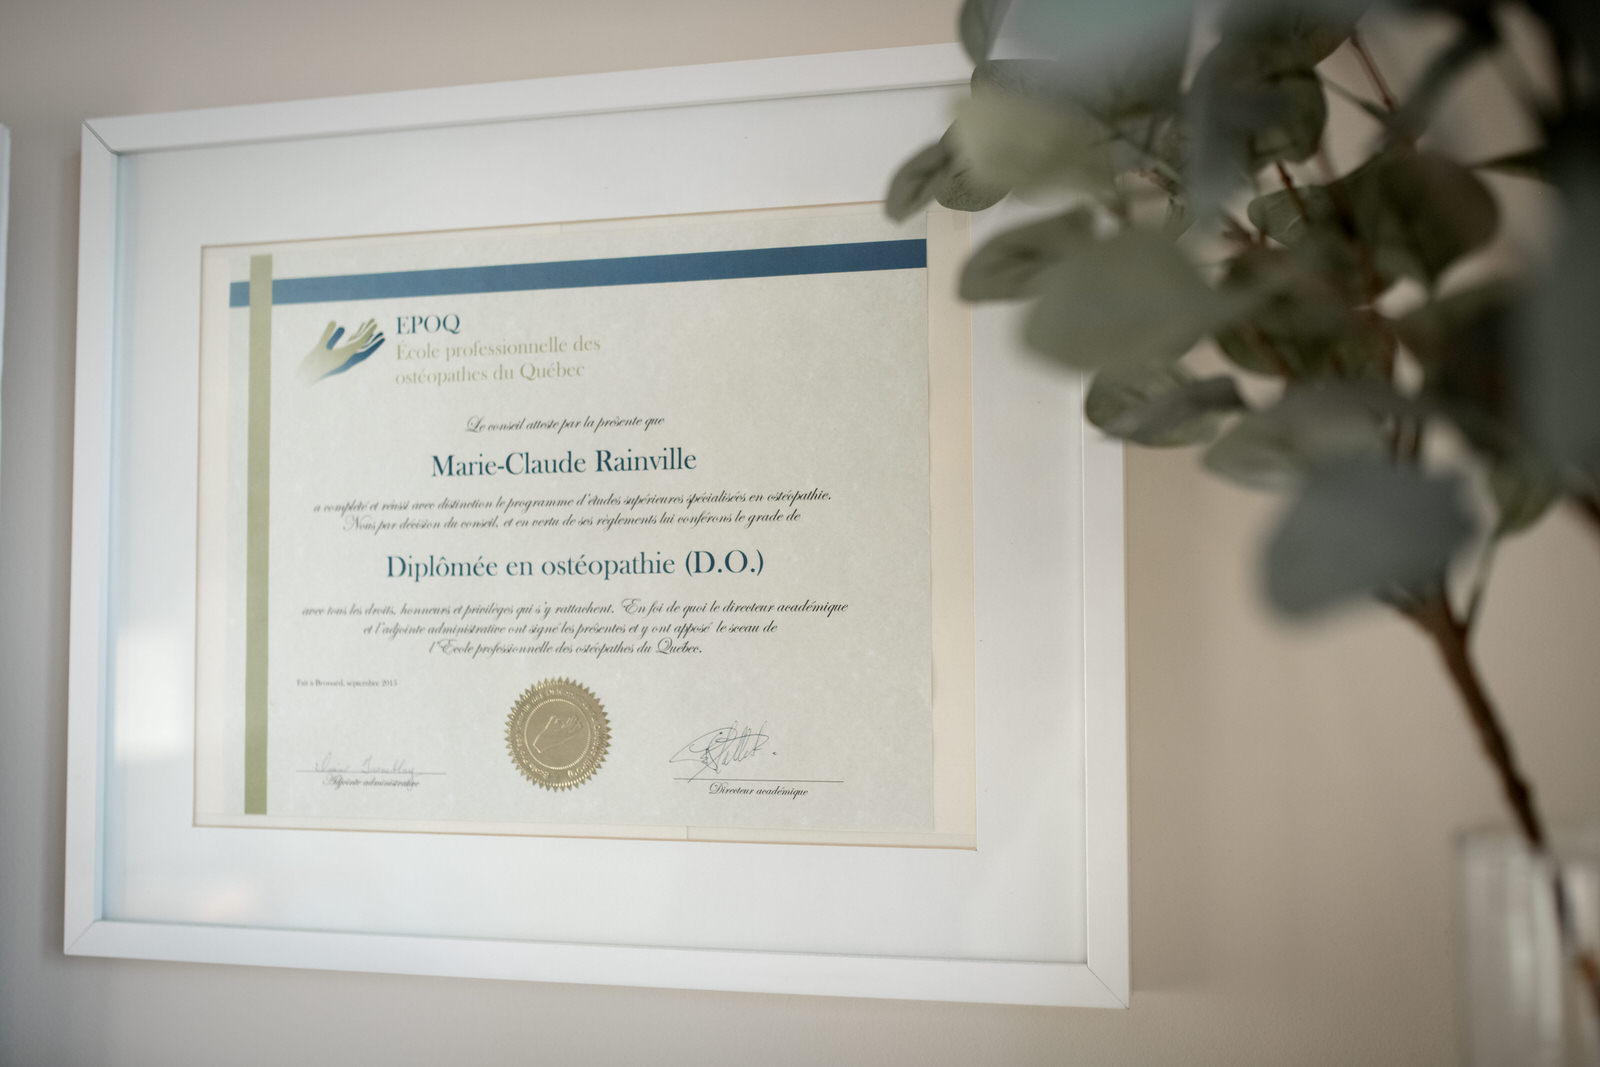 EPOQ
École professionnelle des
ostéopathes du Québec
Le conseil atteste par la présente que
Marie-Claude Rainville
a complété et réussi avec distinction le programme d'études supérieures spécialisées en ostéopathie.
Nous par décision du conseil, et en vertu de ses règlements lui conférons le grade de
Diplômée en ostéopathie (D.O.)
avec tous les droits, honneurs et privilèges qui s'y rattachent. En foi de quoi le directeur académique
et l'adjointe administrative ont signé les présentes et y ont apposé le sceau de
l'École professionnelle des ostéopathes du Québec.
Fait à Brossard, septembre 2015
Adjointe administrative
Directeur académique